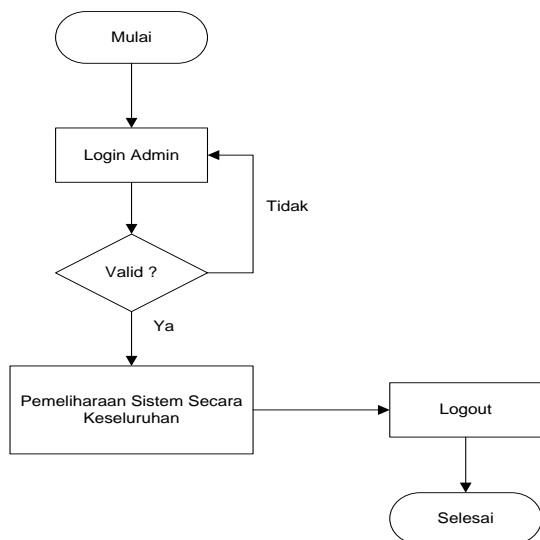 Mulai
Login Admin
Tidak
Valid ?
Ya
Pemeliharaan Sistem Secara
Keseluruhan
Logout
Selesai